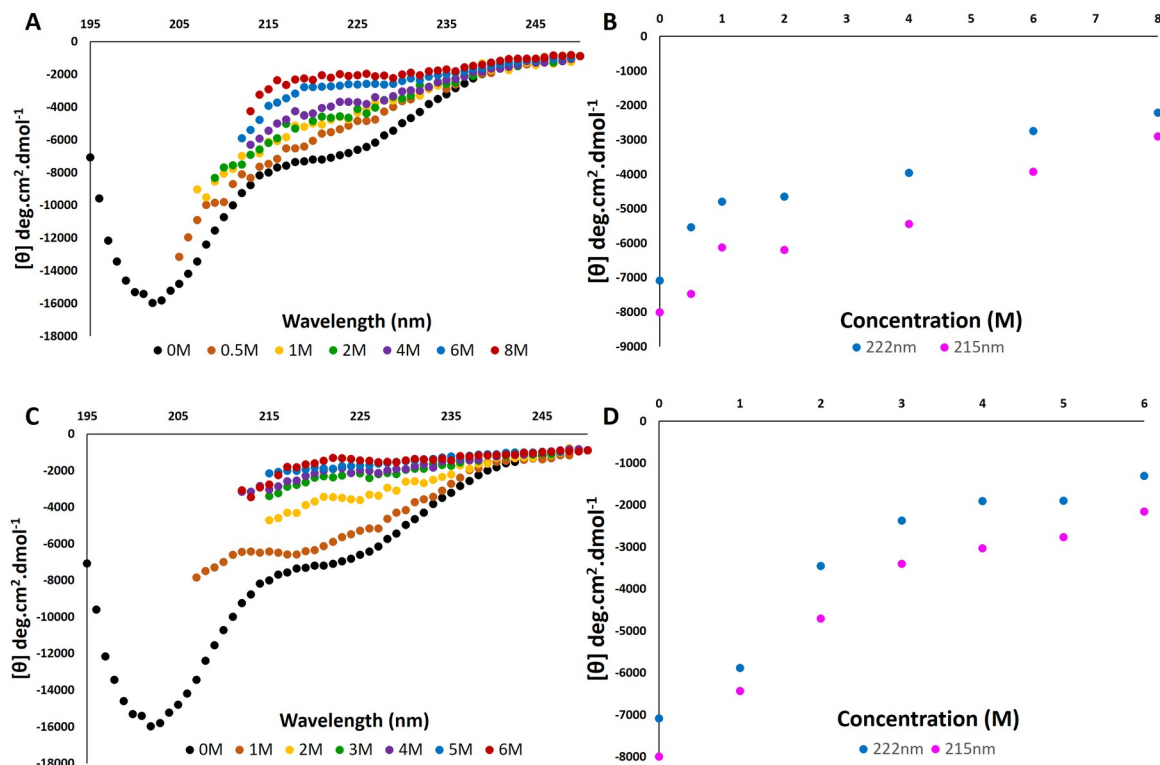 A
195 205 215 225 235 245
0
-2000
-4000
-6000
-8000
-10000
-12000
-14000
-16000
-18000
[θ] deg.cm².dmol⁻¹
Wavelength (nm)
0M 0.5M 1M 2M 4M 6M 8M
B
0 1 2 3 4 5 6 7 8
0
-1000
-2000
-3000
-4000
-5000
-6000
-7000
-8000
-9000
[θ] deg.cm².dmol⁻¹
Concentration (M)
222nm 215nm
C
195 205 215 225 235 245
0
-2000
-4000
-6000
-8000
-10000
-12000
-14000
-16000
-18000
[θ] deg.cm².dmol⁻¹
Wavelength (nm)
0M 1M 2M 3M 4M 5M 6M
D
0 1 2 3 4 5 6
0
-1000
-2000
-3000
-4000
-5000
-6000
-7000
-8000
[θ] deg.cm².dmol⁻¹
Concentration (M)
222nm 215nm